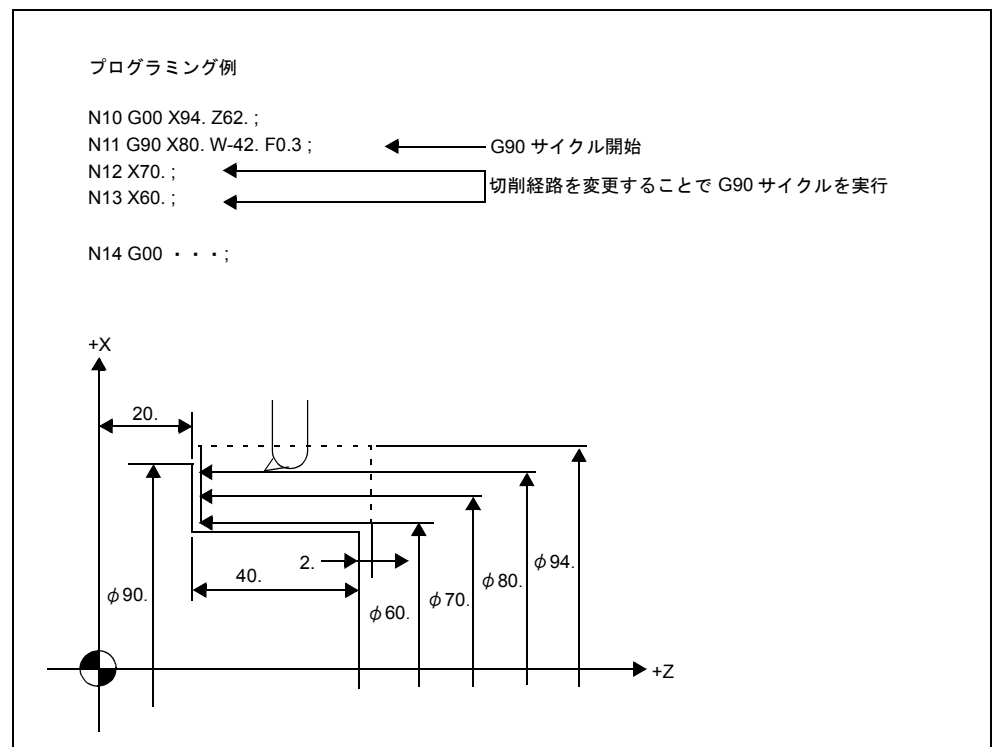 プログラミング例
N10 G00 X94. Z62. ;
N11 G90 X80. W-42. F0.3 ;
G90 サイクル開始
N12 X70. ;
切削経路を変更することで G90 サイクルを実行
N13 X60. ;
N14 G00 ・・・;
+X
20.
2.
40.
φ94.
φ80.
φ90.
φ70.
φ60.
+Z